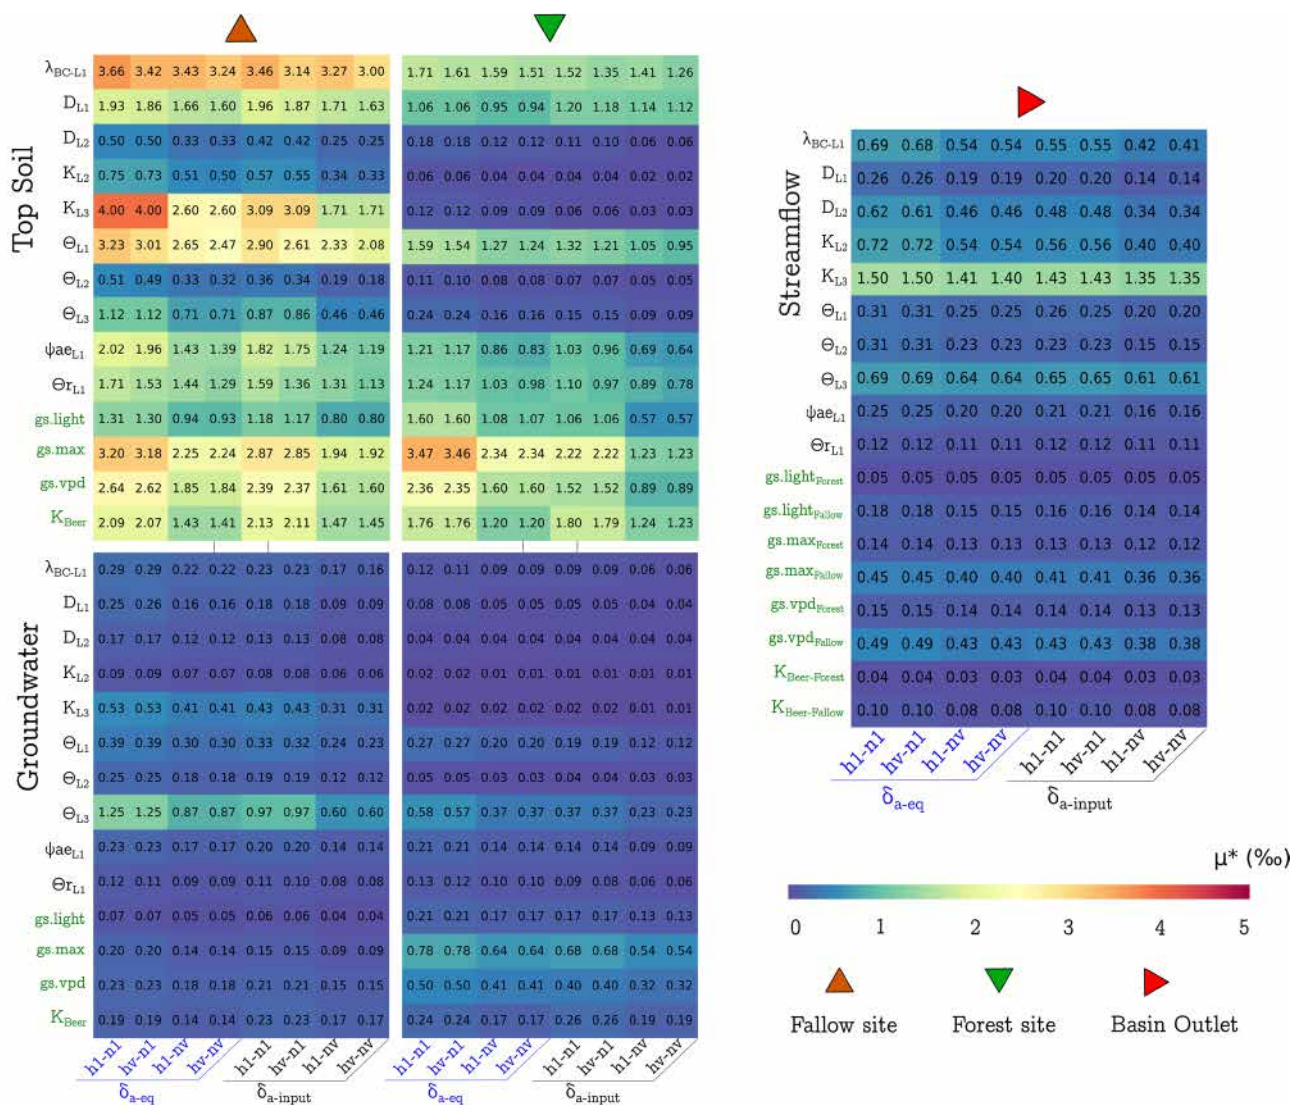 Top Soil
λBC-L1 3.66 3.42 3.43 3.24 3.46 3.14 3.27 3.00 1.71 1.61 1.59 1.51 1.52 1.35 1.41 1.26
DL1 1.93 1.86 1.66 1.60 1.96 1.87 1.71 1.63 1.06 1.06 0.95 0.94 1.20 1.18 1.14 1.12
DL2 0.50 0.50 0.33 0.33 0.42 0.42 0.25 0.25 0.18 0.18 0.12 0.12 0.11 0.10 0.06 0.06
KL2 0.75 0.73 0.51 0.50 0.57 0.55 0.34 0.33 0.06 0.06 0.04 0.04 0.04 0.04 0.02 0.02
KL3 4.00 4.00 2.60 2.60 3.09 3.09 1.71 1.71 0.12 0.12 0.09 0.09 0.06 0.06 0.03 0.03
ΘL1 3.23 3.01 2.65 2.47 2.90 2.61 2.33 2.08 1.59 1.54 1.27 1.24 1.32 1.21 1.05 0.95
ΘL2 0.51 0.49 0.33 0.32 0.36 0.34 0.19 0.18 0.11 0.10 0.08 0.08 0.07 0.07 0.05 0.05
ΘL3 1.12 1.12 0.71 0.71 0.87 0.86 0.46 0.46 0.24 0.24 0.16 0.16 0.15 0.15 0.09 0.09
ψaeL1 2.02 1.96 1.43 1.39 1.82 1.75 1.24 1.19 1.21 1.17 0.86 0.83 1.03 0.96 0.69 0.64
ΘrL1 1.71 1.53 1.44 1.29 1.59 1.36 1.31 1.13 1.24 1.17 1.03 0.98 1.10 0.97 0.89 0.78
gs.light 1.31 1.30 0.94 0.93 1.18 1.17 0.80 0.80 1.60 1.60 1.08 1.07 1.06 1.06 0.57 0.57
gs.max 3.20 3.18 2.25 2.24 2.87 2.85 1.94 1.92 3.47 3.46 2.34 2.34 2.22 2.22 1.23 1.23
gs.vpd 2.64 2.62 1.85 1.84 2.39 2.37 1.61 1.60 2.36 2.35 1.60 1.60 1.52 1.52 0.89 0.89
KBeer 2.09 2.07 1.43 1.41 2.13 2.11 1.47 1.45 1.76 1.76 1.20 1.20 1.80 1.79 1.24 1.23
Groundwater
λBC-L1 0.29 0.29 0.22 0.22 0.23 0.23 0.17 0.16 0.12 0.11 0.09 0.09 0.09 0.09 0.06 0.06
DL1 0.25 0.26 0.16 0.16 0.18 0.18 0.09 0.09 0.08 0.08 0.05 0.05 0.05 0.05 0.04 0.04
DL2 0.17 0.17 0.12 0.12 0.13 0.13 0.08 0.08 0.04 0.04 0.04 0.04 0.04 0.04 0.04 0.04
KL2 0.09 0.09 0.07 0.07 0.08 0.08 0.06 0.06 0.02 0.02 0.01 0.01 0.01 0.01 0.01 0.01
KL3 0.53 0.53 0.41 0.41 0.43 0.43 0.31 0.31 0.02 0.02 0.02 0.02 0.02 0.02 0.01 0.01
ΘL1 0.39 0.39 0.30 0.30 0.33 0.32 0.24 0.23 0.27 0.27 0.20 0.20 0.19 0.19 0.12 0.12
ΘL2 0.25 0.25 0.18 0.18 0.19 0.19 0.12 0.12 0.05 0.05 0.03 0.03 0.04 0.04 0.03 0.03
ΘL3 1.25 1.25 0.87 0.87 0.97 0.97 0.60 0.60 0.58 0.57 0.37 0.37 0.37 0.37 0.23 0.23
ψaeL1 0.23 0.23 0.17 0.17 0.20 0.20 0.14 0.14 0.21 0.21 0.14 0.14 0.14 0.14 0.09 0.09
ΘrL1 0.12 0.11 0.09 0.09 0.11 0.10 0.08 0.08 0.13 0.12 0.10 0.10 0.09 0.08 0.06 0.06
gs.light 0.07 0.07 0.05 0.05 0.06 0.06 0.04 0.04 0.21 0.21 0.17 0.17 0.17 0.17 0.13 0.13
gs.max 0.20 0.20 0.14 0.14 0.15 0.15 0.09 0.09 0.78 0.78 0.64 0.64 0.68 0.68 0.54 0.54
gs.vpd 0.23 0.23 0.18 0.18 0.21 0.21 0.15 0.15 0.50 0.50 0.41 0.41 0.40 0.40 0.32 0.32
KBeer 0.19 0.19 0.14 0.14 0.23 0.23 0.17 0.17 0.24 0.24 0.17 0.17 0.26 0.26 0.19 0.19
h1-n1 hv-n1 h1-nv hv-nv h1-n1 hv-n1 h1-nv hv-nv h1-n1 hv-n1 h1-nv hv-nv h1-n1 hv-n1 h1-nv hv-nv
δa-eq δa-input δa-eq δa-input
Streamflow
λBC-L1 0.69 0.68 0.54 0.54 0.55 0.55 0.42 0.41
DL1 0.26 0.26 0.19 0.19 0.20 0.20 0.14 0.14
DL2 0.62 0.61 0.46 0.46 0.48 0.48 0.34 0.34
KL2 0.72 0.72 0.54 0.54 0.56 0.56 0.40 0.40
KL3 1.50 1.50 1.41 1.40 1.43 1.43 1.35 1.35
ΘL1 0.31 0.31 0.25 0.25 0.26 0.25 0.20 0.20
ΘL2 0.31 0.31 0.23 0.23 0.23 0.23 0.15 0.15
ΘL3 0.69 0.69 0.64 0.64 0.65 0.65 0.61 0.61
ψaeL1 0.25 0.25 0.20 0.20 0.21 0.21 0.16 0.16
ΘrL1 0.12 0.12 0.11 0.11 0.12 0.12 0.11 0.11
gs.lightForest 0.05 0.05 0.05 0.05 0.05 0.05 0.05 0.05
gs.lightFallow 0.18 0.18 0.15 0.15 0.16 0.16 0.14 0.14
gs.maxForest 0.14 0.14 0.13 0.13 0.13 0.13 0.12 0.12
gs.maxFallow 0.45 0.45 0.40 0.40 0.41 0.41 0.36 0.36
gs.vpdForest 0.15 0.15 0.14 0.14 0.14 0.14 0.13 0.13
gs.vpdFallow 0.49 0.49 0.43 0.43 0.43 0.43 0.38 0.38
KBeer-Forest 0.04 0.04 0.03 0.03 0.04 0.04 0.03 0.03
KBeer-Fallow 0.10 0.10 0.08 0.08 0.10 0.10 0.08 0.08
h1-n1 hv-n1 h1-nv hv-nv h1-n1 hv-n1 h1-nv hv-nv
δa-eq δa-input
μ* (‰)
0 1 2 3 4 5
Fallow site Forest site Basin Outlet